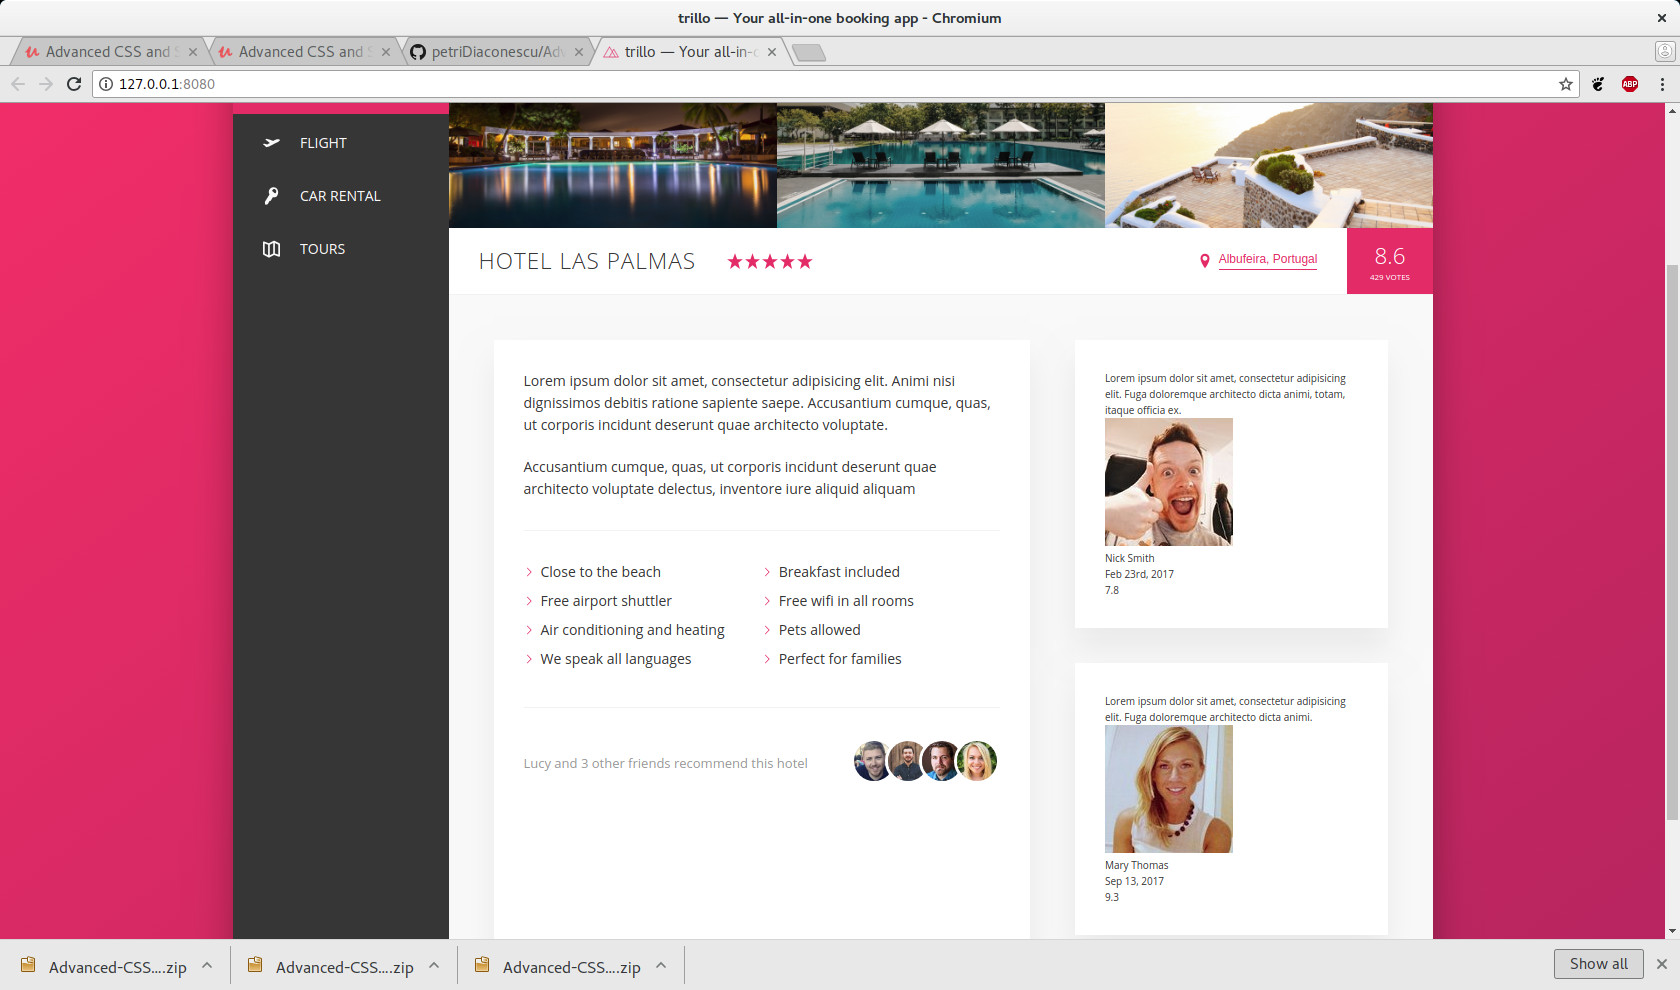 trillo — Your all-in-one booking app - Chromium
Advanced CSS and
Advanced CSS and
petriDiaconescu/Adv
trillo — Your all-in-
127.0.0.1:8080
ABP
FLIGHT
CAR RENTAL
TOURS
HOTEL LAS PALMAS
Albufeira, Portugal
8.6
429 VOTES
Lorem ipsum dolor sit amet, consectetur adipisicing elit. Animi nisi
dignissimos debitis ratione sapiente saepe. Accusantium cumque, quas,
ut corporis incidunt deserunt quae architecto voluptate.
Accusantium cumque, quas, ut corporis incidunt deserunt quae
architecto voluptate delectus, inventore iure aliquid aliquam
Close to the beach
Free airport shuttler
Air conditioning and heating
We speak all languages
Breakfast included
Free wifi in all rooms
Pets allowed
Perfect for families
Lucy and 3 other friends recommend this hotel
Lorem ipsum dolor sit amet, consectetur adipisicing
elit. Fuga doloremque architecto dicta animi, totam,
itaque officia ex.
Nick Smith
Feb 23rd, 2017
7.8
Lorem ipsum dolor sit amet, consectetur adipisicing
elit. Fuga doloremque architecto dicta animi.
Mary Thomas
Sep 13, 2017
9.3
Advanced-CSS....zip
Advanced-CSS....zip
Advanced-CSS....zip
Show all